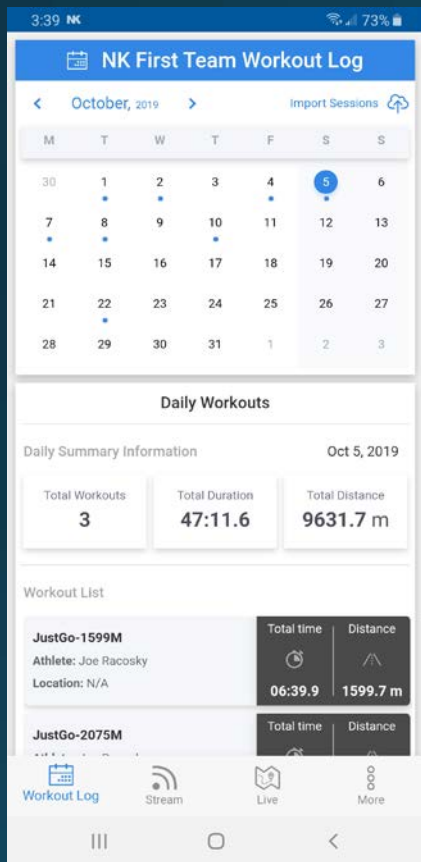 3:39 NK 73%
NK First Team Workout Log
October, 2019 Import Sessions
M T W T F S S
30 1 2 3 4 5 6
7 8 9 10 11 12 13
14 15 16 17 18 19 20
21 22 23 24 25 26 27
28 29 30 31 1 2 3
Daily Workouts
Daily Summary Information Oct 5, 2019
Total Workouts Total Duration Total Distance
3 47:11.6 9631.7 m
Workout List
JustGo-1599M Total time Distance
Athlete: Joe Racosky
Location: N/A 06:39.9 1599.7 m
JustGo-2075M Total time Distance
Workout Log Stream Live More